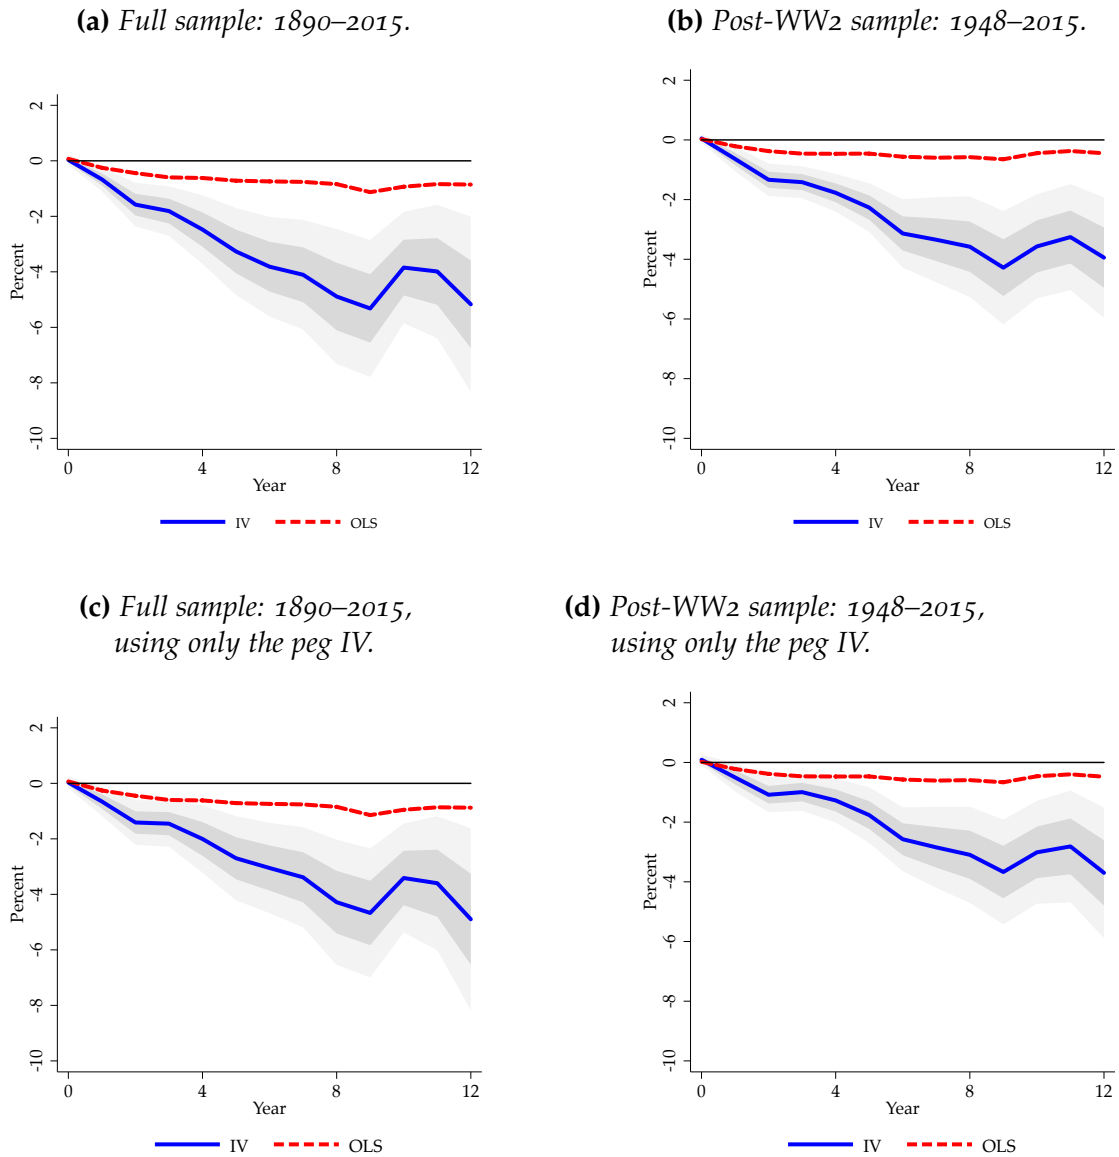 (a) Full sample: 1890–2015.
2
0
-2
-4
-6
-8
-10
Percent
0 4 8 12
Year
IV OLS
(b) Post-WW2 sample: 1948–2015.
2
0
-2
-4
-6
-8
-10
Percent
0 4 8 12
Year
IV OLS
(c) Full sample: 1890–2015,
using only the peg IV.
2
0
-2
-4
-6
-8
-10
Percent
0 4 8 12
Year
IV OLS
(d) Post-WW2 sample: 1948–2015,
using only the peg IV.
2
0
-2
-4
-6
-8
-10
Percent
0 4 8 12
Year
IV OLS